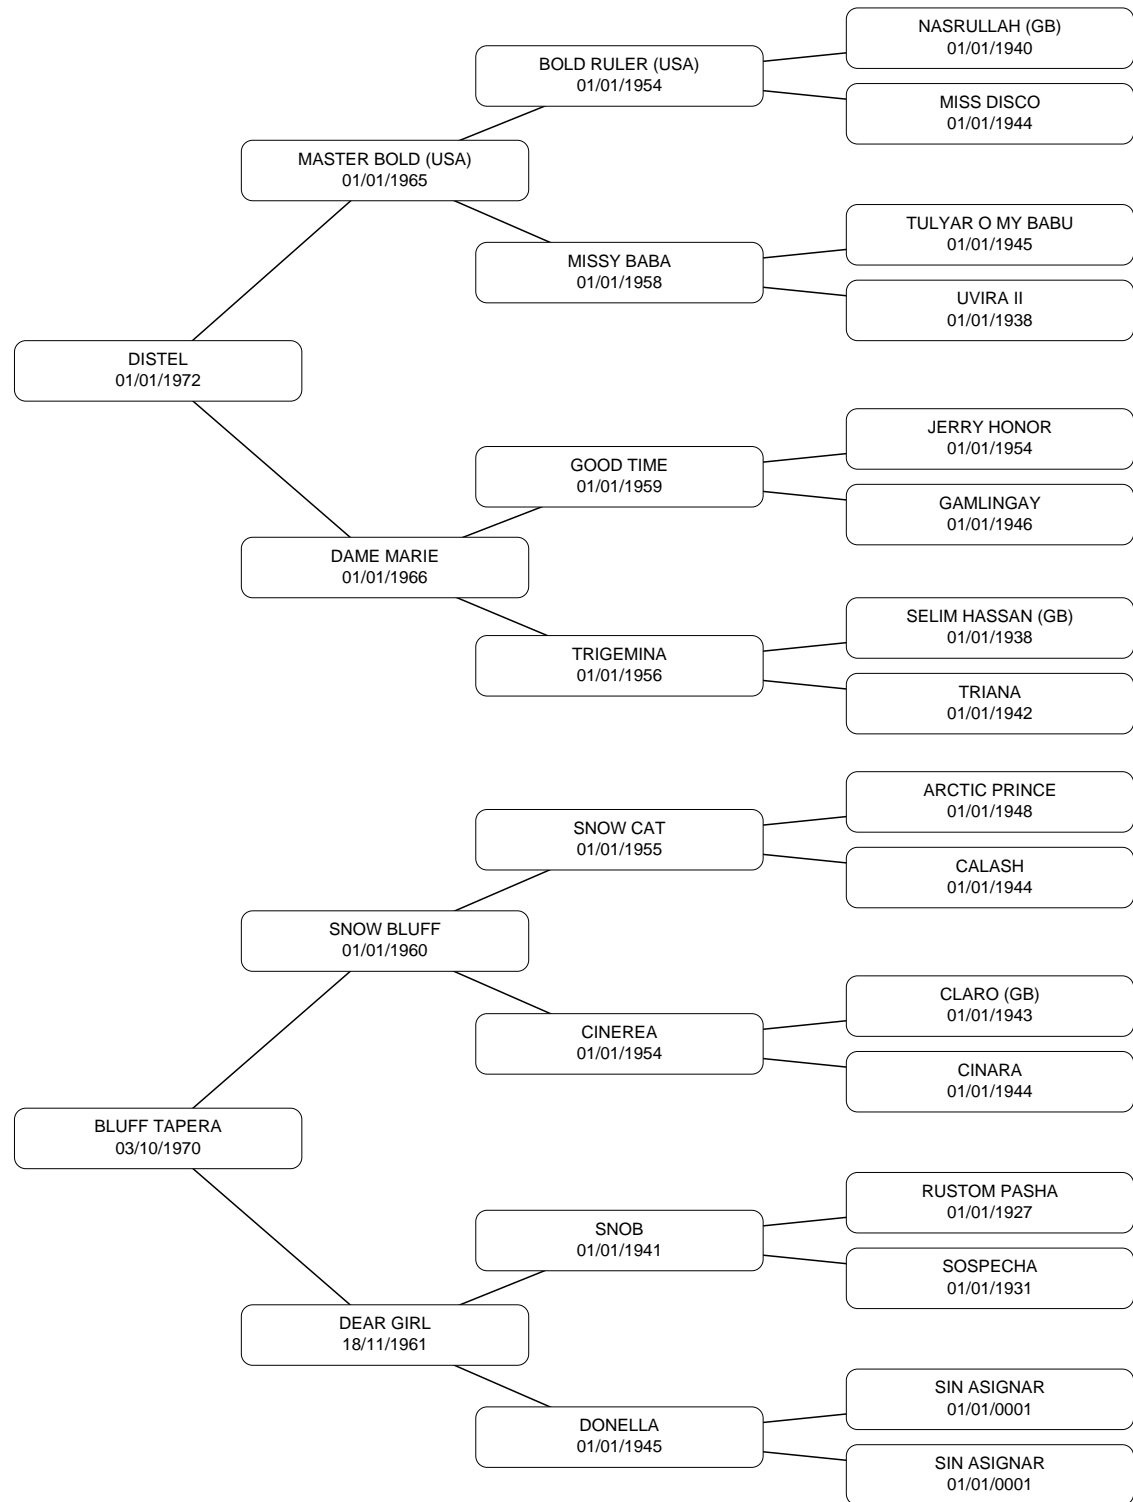 NASRULLAH (GB)
01/01/1940
BOLD RULER (USA)
01/01/1954
MISS DISCO
01/01/1944
MASTER BOLD (USA)
01/01/1965
TULYAR O MY BABU
01/01/1945
MISSY BABA
01/01/1958
UVIRA II
01/01/1938
DISTEL
01/01/1972
JERRY HONOR
01/01/1954
GOOD TIME
01/01/1959
GAMLINGAY
01/01/1946
DAME MARIE
01/01/1966
SELIM HASSAN (GB)
01/01/1938
TRIGEMINA
01/01/1956
TRIANA
01/01/1942
ARCTIC PRINCE
01/01/1948
SNOW CAT
01/01/1955
CALASH
01/01/1944
SNOW BLUFF
01/01/1960
CLARO (GB)
01/01/1943
CINEREA
01/01/1954
CINARA
01/01/1944
BLUFF TAPERA
03/10/1970
RUSTOM PASHA
01/01/1927
SNOB
01/01/1941
SOSPECHA
01/01/1931
DEAR GIRL
18/11/1961
SIN ASIGNAR
01/01/0001
DONELLA
01/01/1945
SIN ASIGNAR
01/01/0001